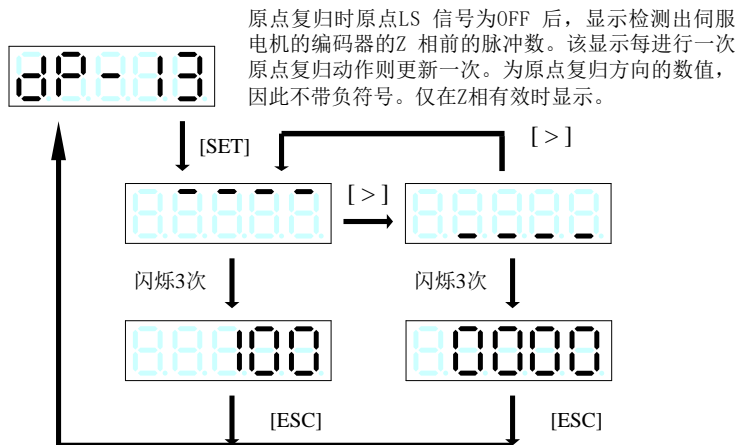 原点复归时原点LS 信号为OFF 后，显示检测出伺服
电机的编码器的Z 相前的脉冲数。该显示每进行一次
原点复归动作则更新一次。为原点复归方向的数值，
因此不带负符号。仅在Z相有效时显示。
dP-13
[SET]
[ > ]
----
[ > ]
____
闪烁3次
闪烁3次
100
0000
[ESC]
[ESC]